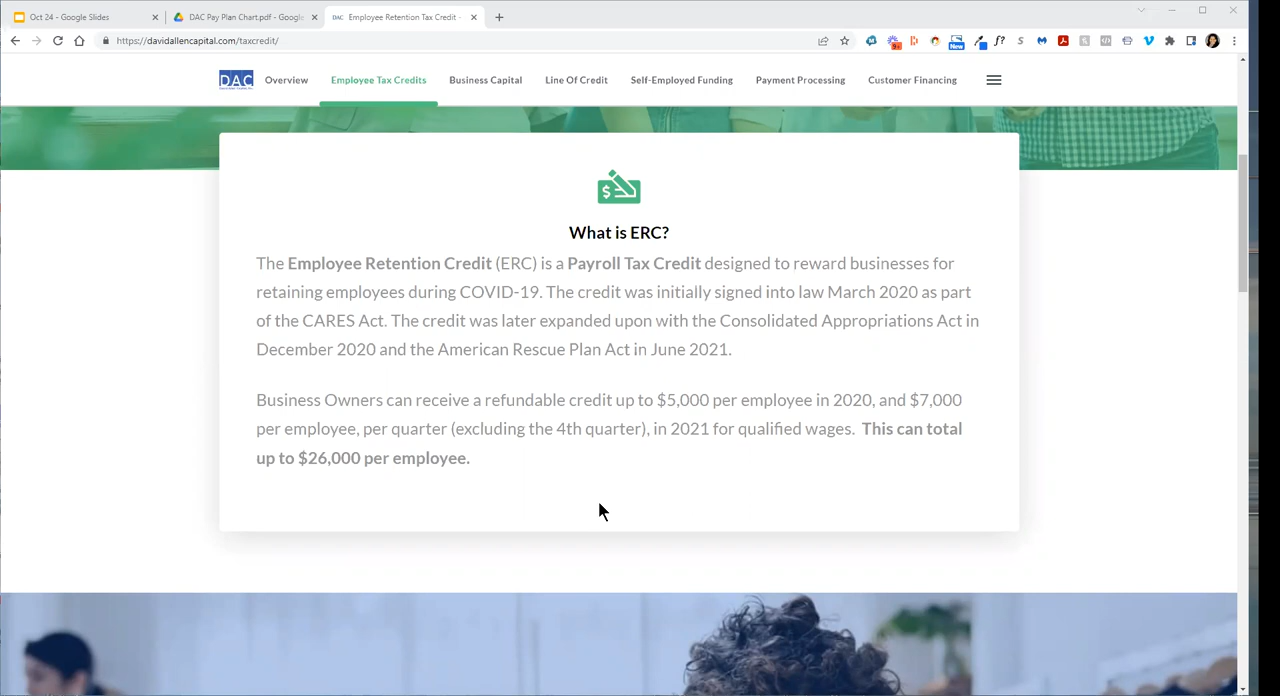 Oct 24 - Google Slides
DAC Pay Plan Chart.pdf - Google
DAC Employee Retention Tax Credit -
https://davidallencapital.com/taxcredit/
9+
New
f?
S
DAC
Overview
Employee Tax Credits
Business Capital
Line Of Credit
Self-Employed Funding
Payment Processing
Customer Financing
$
What is ERC?
The Employee Retention Credit (ERC) is a Payroll Tax Credit designed to reward businesses for
retaining employees during COVID-19. The credit was initially signed into law March 2020 as part
of the CARES Act. The credit was later expanded upon with the Consolidated Appropriations Act in
December 2020 and the American Rescue Plan Act in June 2021.
Business Owners can receive a refundable credit up to $5,000 per employee in 2020, and $7,000
per employee, per quarter (excluding the 4th quarter), in 2021 for qualified wages. This can total
up to $26,000 per employee.